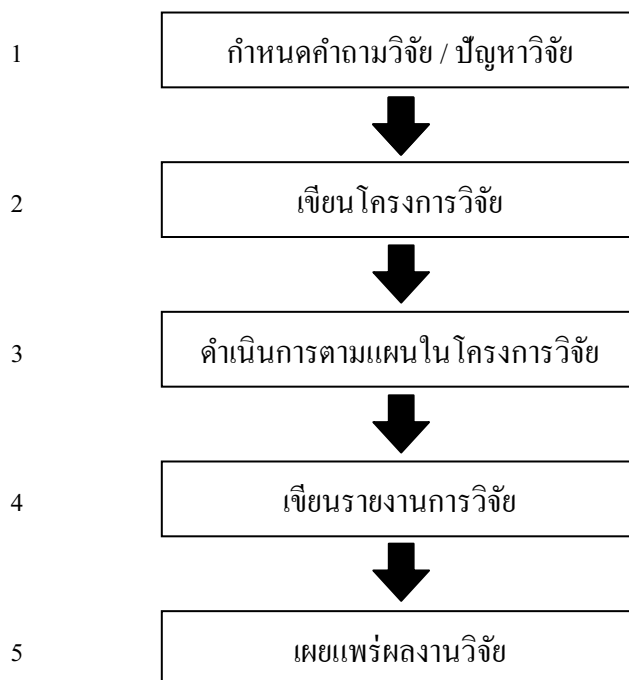 1 กำหนดคำถามวิจัย / ปัญหาวิจัย
2 เขียนโครงการวิจัย
3 ดำเนินการตามแผนในโครงการวิจัย
4 เขียนรายงานการวิจัย
5 เผยแพร่ผลงานวิจัย